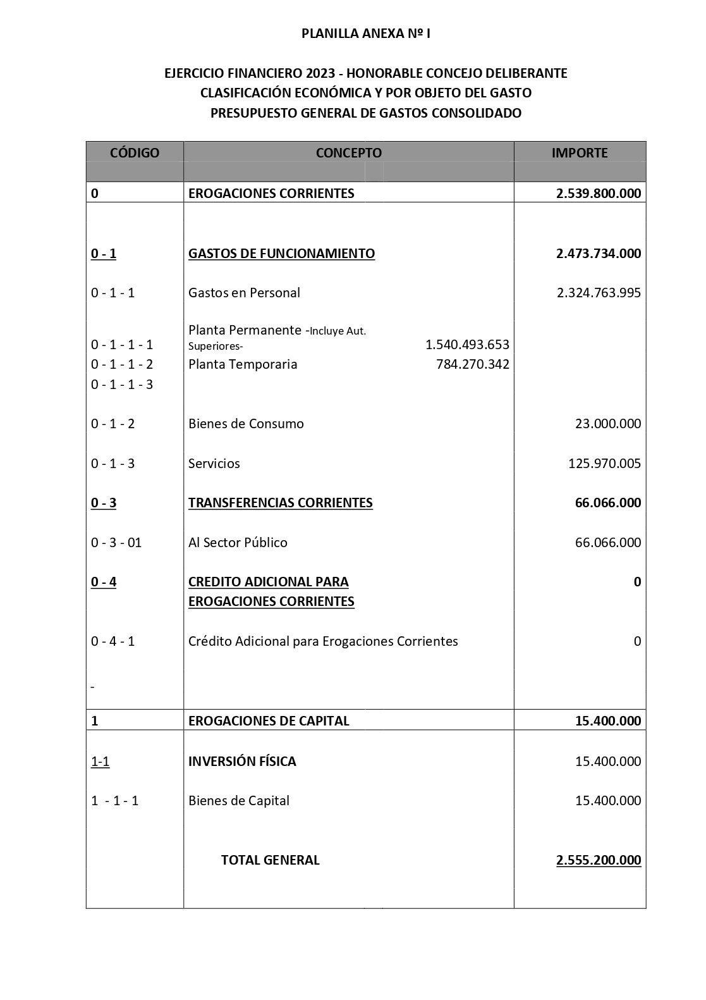 PLANILLA ANEXA Nº I
EJERCICIO FINANCIERO 2023 - HONORABLE CONCEJO DELIBERANTE
CLASIFICACIÓN ECONÓMICA Y POR OBJETO DEL GASTO
PRESUPUESTO GENERAL DE GASTOS CONSOLIDADO
CÓDIGO CONCEPTO IMPORTE
0 EROGACIONES CORRIENTES 2.539.800.000
0 - 1 GASTOS DE FUNCIONAMIENTO 2.473.734.000
0 - 1 - 1 Gastos en Personal 2.324.763.995
Planta Permanente -Incluye Aut.
0 - 1 - 1 - 1 Superiores- 1.540.493.653
0 - 1 - 1 - 2 Planta Temporaria 784.270.342
0 - 1 - 1 - 3
0 - 1 - 2 Bienes de Consumo 23.000.000
0 - 1 - 3 Servicios 125.970.005
0 - 3 TRANSFERENCIAS CORRIENTES 66.066.000
0 - 3 - 01 Al Sector Público 66.066.000
0 - 4 CREDITO ADICIONAL PARA 0
EROGACIONES CORRIENTES
0 - 4 - 1 Crédito Adicional para Erogaciones Corrientes 0
-
1 EROGACIONES DE CAPITAL 15.400.000
1-1 INVERSIÓN FÍSICA 15.400.000
1 - 1 - 1 Bienes de Capital 15.400.000
TOTAL GENERAL 2.555.200.000